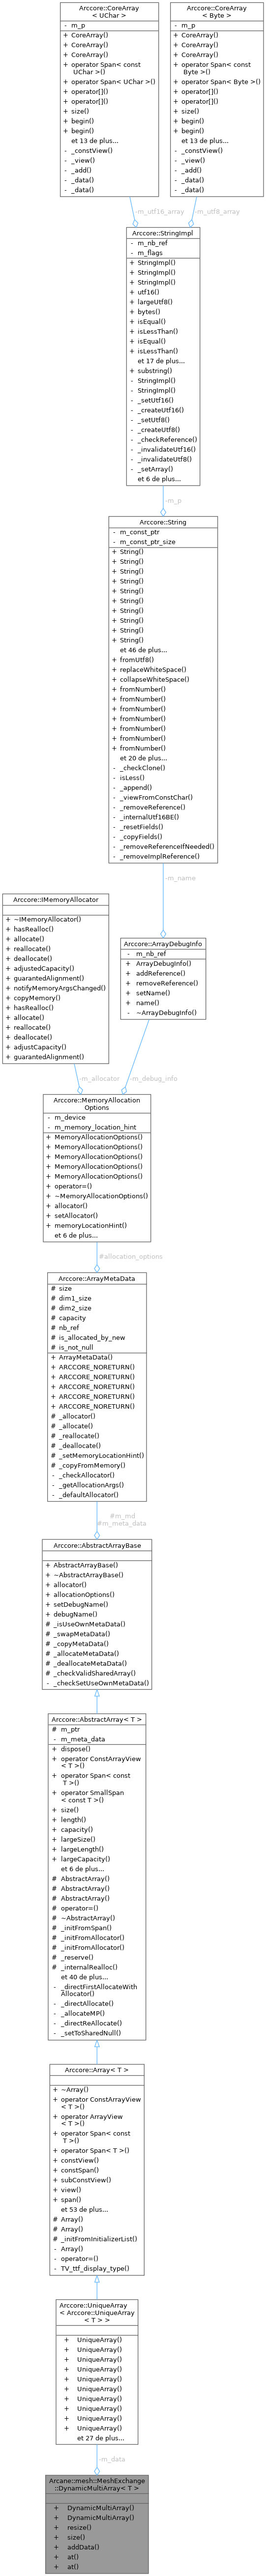 Arccore::CoreArray
< UChar >
- m_p
+ CoreArray()
+ CoreArray()
+ CoreArray()
+ operator Span< const
UChar >()
+ operator Span< UChar >()
+ operator[]()
+ operator[]()
+ size()
+ begin()
+ begin()
et 13 de plus...
- _constView()
- _view()
- _add()
- _data()
- _data()
Arccore::CoreArray
< Byte >
- m_p
+ CoreArray()
+ CoreArray()
+ CoreArray()
+ operator Span< const
Byte >()
+ operator Span< Byte >()
+ operator[]()
+ operator[]()
+ size()
+ begin()
+ begin()
et 13 de plus...
- _constView()
- _view()
- _add()
- _data()
- _data()
-m_utf16_array
-m_utf8_array
Arccore::StringImpl
- m_nb_ref
- m_flags
+ StringImpl()
+ StringImpl()
+ StringImpl()
+ utf16()
+ largeUtf8()
+ bytes()
+ isEqual()
+ isLessThan()
+ isEqual()
+ isLessThan()
et 17 de plus...
+ substring()
- StringImpl()
- StringImpl()
- _setUtf16()
- _createUtf16()
- _setUtf8()
- _createUtf8()
- _checkReference()
- _invalidateUtf16()
- _invalidateUtf8()
- _setArray()
et 6 de plus...
-m_p
Arccore::String
- m_const_ptr
- m_const_ptr_size
+ String()
+ String()
+ String()
+ String()
+ String()
+ String()
+ String()
+ String()
+ String()
+ String()
et 46 de plus...
+ fromUtf8()
+ replaceWhiteSpace()
+ collapseWhiteSpace()
+ fromNumber()
+ fromNumber()
+ fromNumber()
+ fromNumber()
+ fromNumber()
+ fromNumber()
+ fromNumber()
et 20 de plus...
- _checkClone()
- isLess()
- _append()
- _viewFromConstChar()
- _removeReference()
- _internalUtf16BE()
- _resetFields()
- _copyFields()
- _removeReferenceIfNeeded()
- _removeImplReference()
-m_name
Arccore::IMemoryAllocator
+ ~IMemoryAllocator()
+ hasRealloc()
+ allocate()
+ reallocate()
+ deallocate()
+ adjustedCapacity()
+ guarantedAlignment()
+ notifyMemoryArgsChanged()
+ copyMemory()
+ hasRealloc()
+ allocate()
+ reallocate()
+ deallocate()
+ adjustCapacity()
+ guarantedAlignment()
Arccore::ArrayDebugInfo
- m_nb_ref
+ ArrayDebugInfo()
+ addReference()
+ removeReference()
+ setName()
+ name()
- ~ArrayDebugInfo()
-m_allocator
-m_debug_info
Arccore::MemoryAllocation
Options
- m_device
- m_memory_location_hint
+ MemoryAllocationOptions()
+ MemoryAllocationOptions()
+ MemoryAllocationOptions()
+ MemoryAllocationOptions()
+ MemoryAllocationOptions()
+ operator=()
+ ~MemoryAllocationOptions()
+ allocator()
+ setAllocator()
+ memoryLocationHint()
et 6 de plus...
#allocation_options
Arccore::ArrayMetaData
# size
# dim1_size
# dim2_size
# capacity
# nb_ref
# is_allocated_by_new
# is_not_null
+ ArrayMetaData()
+ ARCCORE_NORETURN()
+ ARCCORE_NORETURN()
+ ARCCORE_NORETURN()
+ ARCCORE_NORETURN()
+ ARCCORE_NORETURN()
# _allocator()
# _allocate()
# _reallocate()
# _deallocate()
# _setMemoryLocationHint()
# _copyFromMemory()
- _checkAllocator()
- _getAllocationArgs()
- _defaultAllocator()
#m_md
#m_meta_data
Arccore::AbstractArrayBase
+ AbstractArrayBase()
+ ~AbstractArrayBase()
+ allocator()
+ allocationOptions()
+ setDebugName()
+ debugName()
# _isUseOwnMetaData()
# _swapMetaData()
# _copyMetaData()
# _allocateMetaData()
# _deallocateMetaData()
# _checkValidSharedArray()
- _checkSetUseOwnMetaData()
Arccore::AbstractArray< T >
# m_ptr
- m_meta_data
+ dispose()
+ operator ConstArrayView
< T >()
+ operator Span< const
T >()
+ operator SmallSpan
< const T >()
+ size()
+ length()
+ capacity()
+ largeSize()
+ largeLength()
+ largeCapacity()
et 6 de plus...
# AbstractArray()
# AbstractArray()
# AbstractArray()
# operator=()
# ~AbstractArray()
# _initFromSpan()
# _initFromAllocator()
# _initFromAllocator()
# _reserve()
# _internalRealloc()
et 40 de plus...
- _directFirstAllocateWith
Allocator()
- _directAllocate()
- _allocateMP()
- _directReAllocate()
- _setToSharedNull()
Arccore::Array< T >
+ ~Array()
+ operator ConstArrayView
< T >()
+ operator ArrayView
< T >()
+ operator Span< const
T >()
+ operator Span< T >()
+ constView()
+ constSpan()
+ subConstView()
+ view()
+ span()
et 53 de plus...
# Array()
# Array()
# _initFromInitializerList()
- Array()
- operator=()
- TV_ttf_display_type()
Arccore::UniqueArray
< Arccore::UniqueArray
< T > >
+ UniqueArray()
+ UniqueArray()
+ UniqueArray()
+ UniqueArray()
+ UniqueArray()
+ UniqueArray()
+ UniqueArray()
+ UniqueArray()
+ UniqueArray()
+ UniqueArray()
et 27 de plus...
-m_data
Arcane::mesh::MeshExchange
::DynamicMultiArray< T >
+ DynamicMultiArray()
+ DynamicMultiArray()
+ resize()
+ size()
+ addData()
+ at()
+ at()